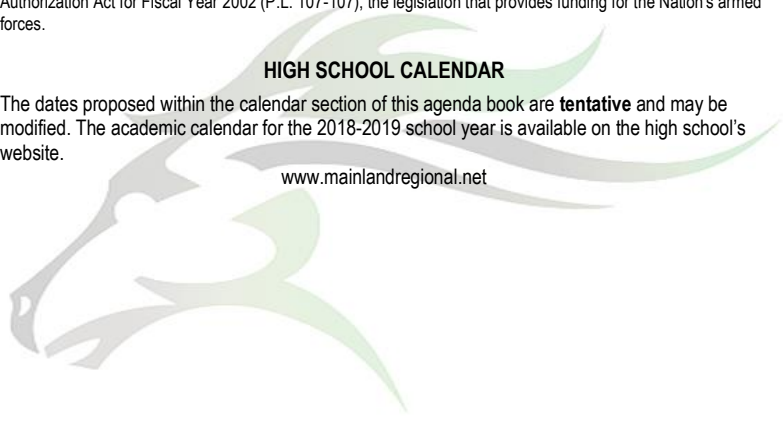 Authorization Act for Fiscal Year 2002 (P.L. 107-107), the legislation that provides funding for the Nation's armed
forces.
HIGH SCHOOL CALENDAR
The dates proposed within the calendar section of this agenda book are tentative and may be
modified. The academic calendar for the 2018-2019 school year is available on the high school’s
website.
www.mainlandregional.net